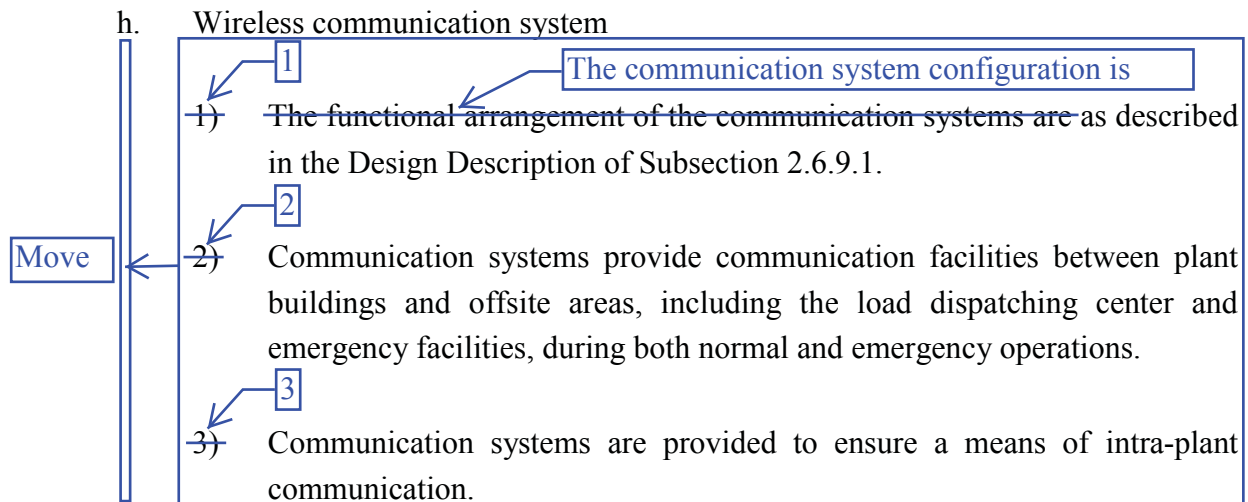 h. Wireless communication system
1
The communication system configuration is
1) The functional arrangement of the communication systems are as described
in the Design Description of Subsection 2.6.9.1.
2
Move
2) Communication systems provide communication facilities between plant
buildings and offsite areas, including the load dispatching center and
emergency facilities, during both normal and emergency operations.
3
3) Communication systems are provided to ensure a means of intra-plant
communication.